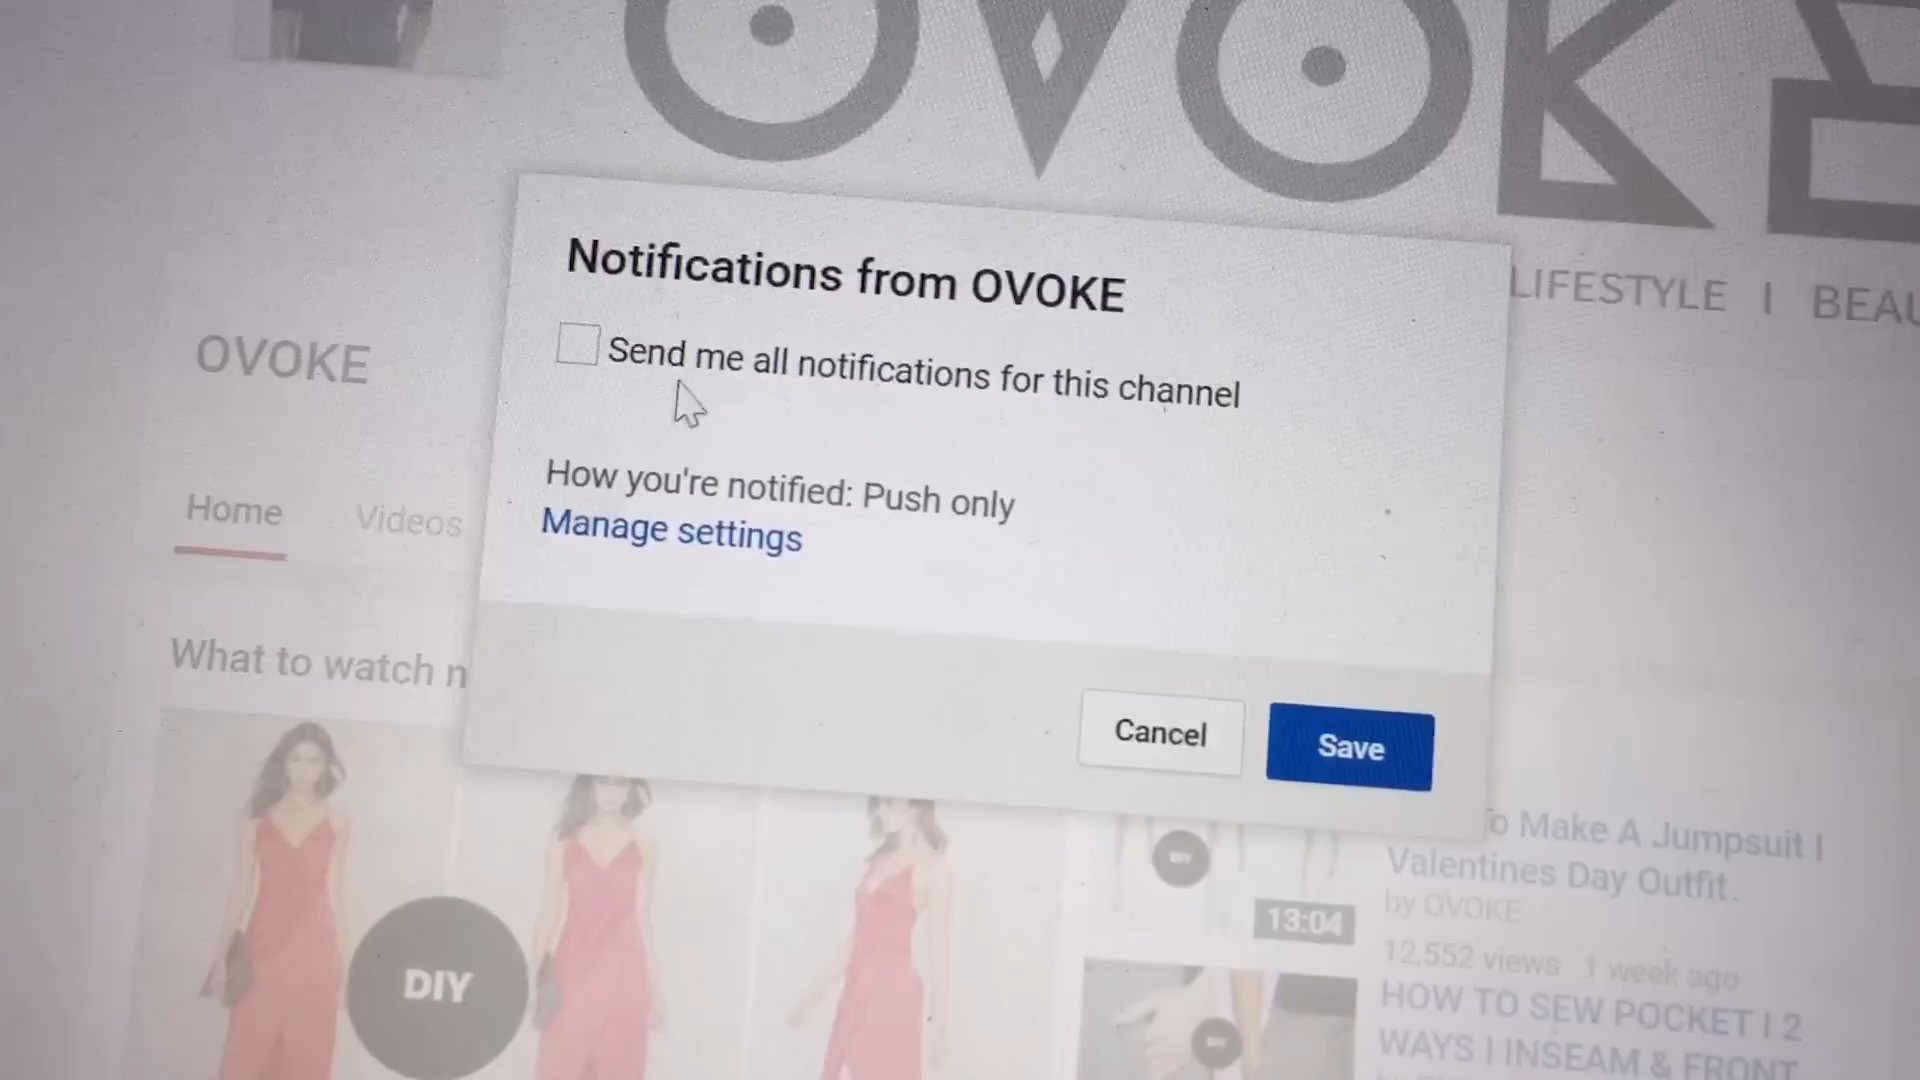 OVOKE
LIFESTYLE I BEAU
Notifications from OVOKE
Send me all notifications for this channel
How you're notified: Push only
Manage settings
Cancel
Save
OVOKE
Home
Videos
What to watch n
DIY
13:04
o Make A Jumpsuit I
Valentines Day Outfit.
by OVOKE
12,552 views 1 week ago
HOW TO SEW POCKET I 2
WAYS I INSEAM & FRONT